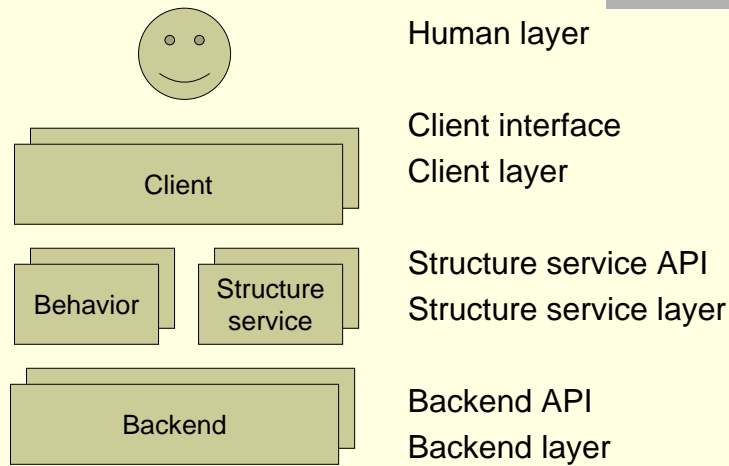 Human layer
Client interface
Client layer
Client
Structure service API
Structure service layer
Behavior
Structure
service
Backend API
Backend layer
Backend